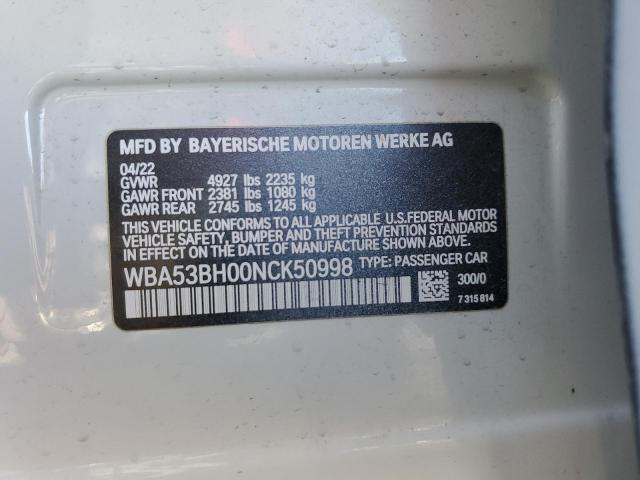 MFD BY BAYERISCHE MOTOREN WERKE AG
04/22
GVWR 4927 lbs 2235 kg
GAWR FRONT 2381 lbs 1080 kg
GAWR REAR 2745 lbs 1245 kg
THIS VEHICLE CONFORMS TO ALL APPLICABLE U.S.FEDERAL MOTOR
VEHICLE SAFETY, BUMPER, AND THEFT PREVENTION STANDARDS
IN EFFECT ON THE DATE OF MANUFACTURE SHOWN ABOVE.
WBA53BH00NCK50998 TYPE: PASSENGER CAR
300/0
7 315 814